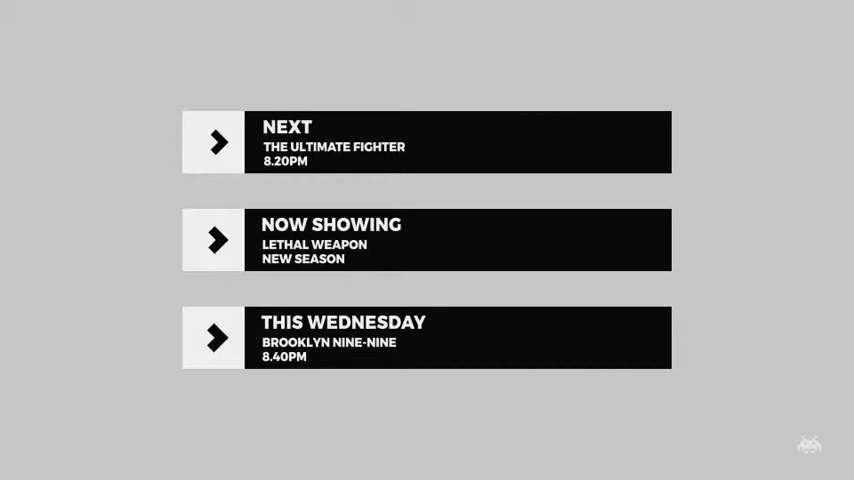 NEXT
THE ULTIMATE FIGHTER
8.20PM
NOW SHOWING
LETHAL WEAPON
NEW SEASON
THIS WEDNESDAY
BROOKLYN NINE-NINE
8.40PM